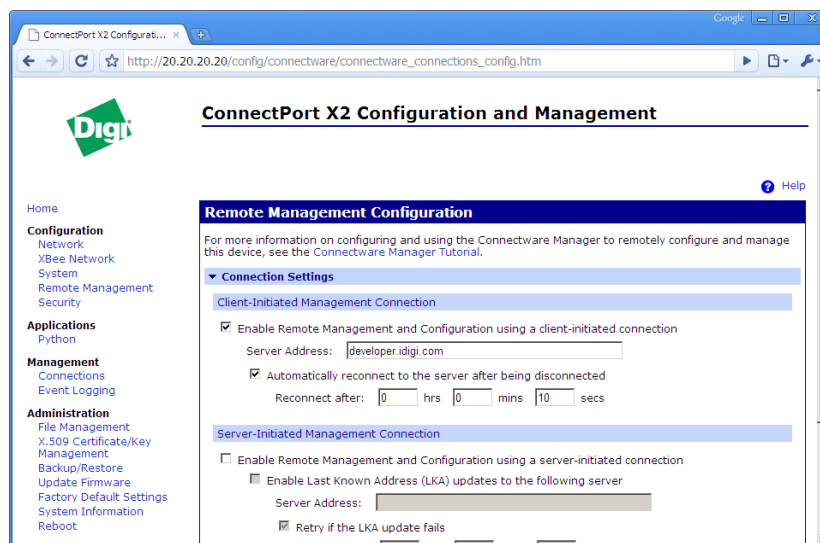 Google
ConnectPort X2 Configurati...
http://20.20.20.20/config/connectware/connectware_connections_config.htm
Digi
ConnectPort X2 Configuration and Management
Help
Home
Configuration
Network
XBee Network
System
Remote Management
Security
Applications
Python
Management
Connections
Event Logging
Administration
File Management
X.509 Certificate/Key
Management
Backup/Restore
Update Firmware
Factory Default Settings
System Information
Reboot
Remote Management Configuration
For more information on configuring and using the Connectware Manager to remotely configure and manage
this device, see the Connectware Manager Tutorial.
Connection Settings
Client-Initiated Management Connection
Enable Remote Management and Configuration using a client-initiated connection
Server Address: developer.idigi.com
Automatically reconnect to the server after being disconnected
Reconnect after: 0 hrs 0 mins 10 secs
Server-Initiated Management Connection
Enable Remote Management and Configuration using a server-initiated connection
Enable Last Known Address (LKA) updates to the following server
Server Address:
Retry if the LKA update fails